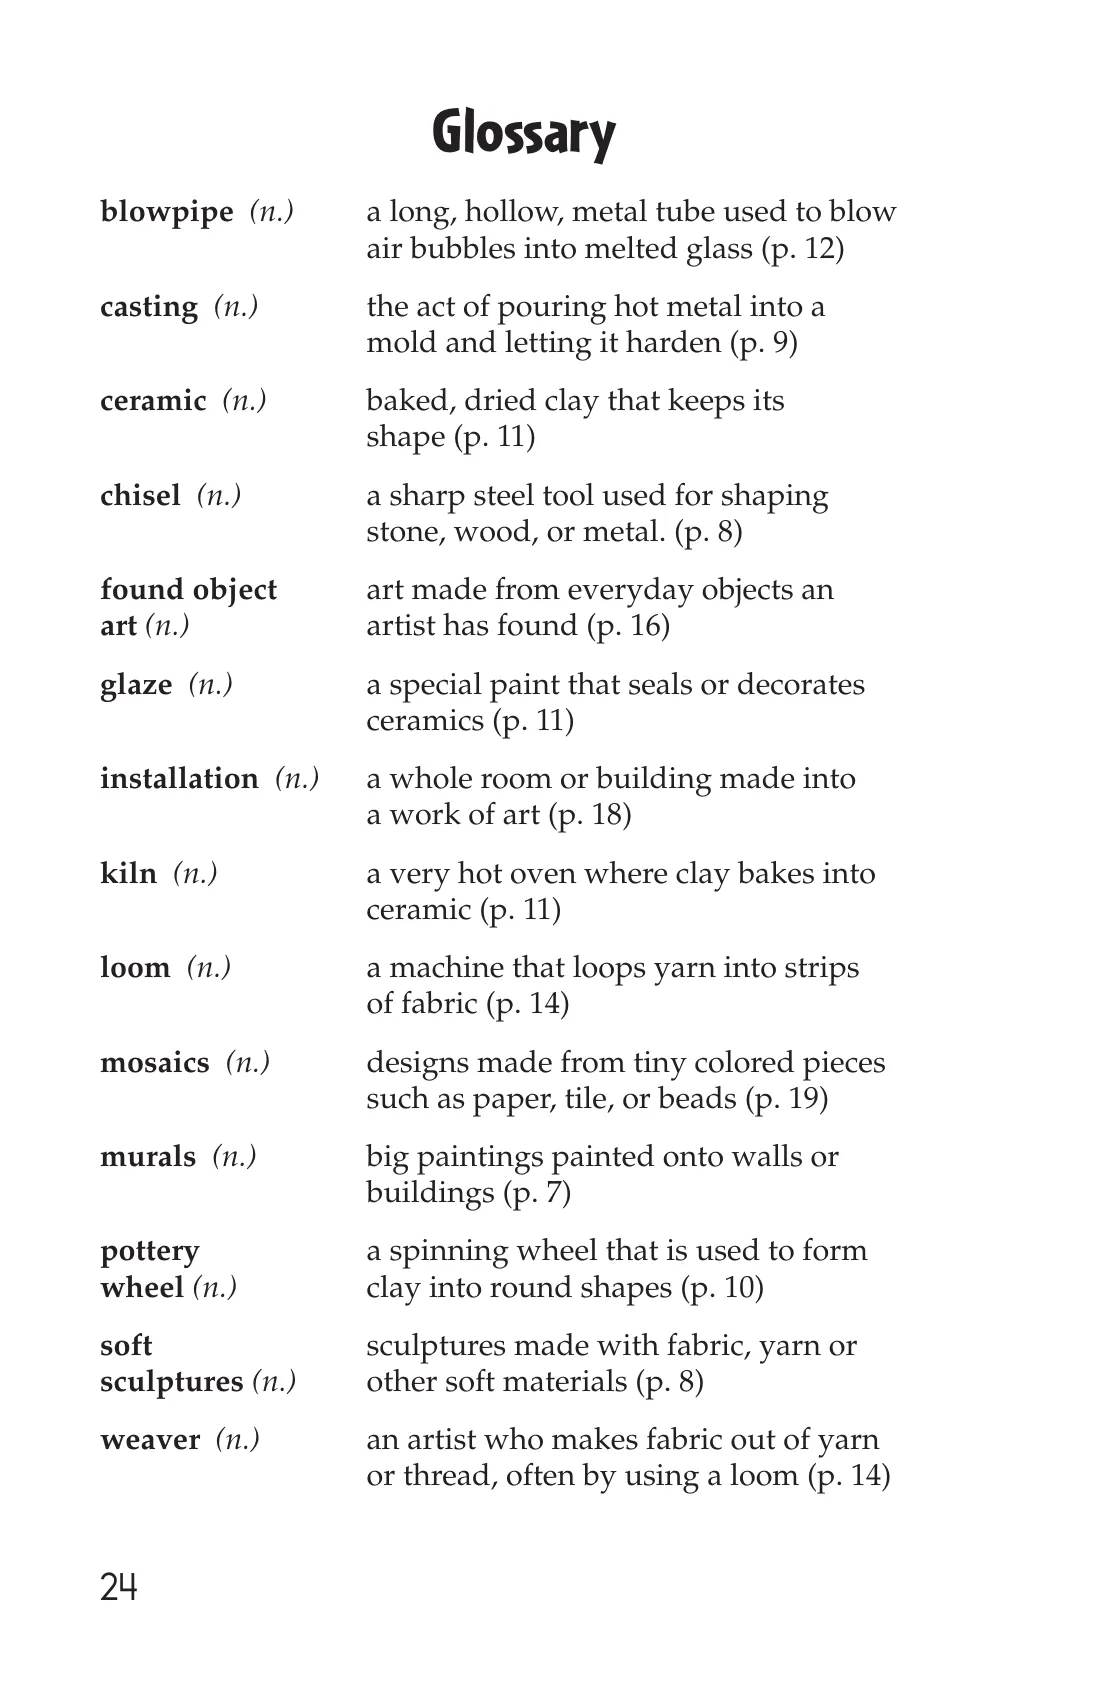 Glossary
blowpipe (n.) a long, hollow, metal tube used to blow
air bubbles into melted glass (p. 12)
casting (n.) the act of pouring hot metal into a
mold and letting it harden (p. 9)
ceramic (n.) baked, dried clay that keeps its
shape (p. 11)
chisel (n.) a sharp steel tool used for shaping
stone, wood, or metal. (p. 8)
found object art made from everyday objects an
art (n.) artist has found (p. 16)
glaze (n.) a special paint that seals or decorates
ceramics (p. 11)
installation (n.) a whole room or building made into
a work of art (p. 18)
kiln (n.) a very hot oven where clay bakes into
ceramic (p. 11)
loom (n.) a machine that loops yarn into strips
of fabric (p. 14)
mosaics (n.) designs made from tiny colored pieces
such as paper, tile, or beads (p. 19)
murals (n.) big paintings painted onto walls or
buildings (p. 7)
pottery a spinning wheel that is used to form
wheel (n.) clay into round shapes (p. 10)
soft sculptures made with fabric, yarn or
sculptures (n.) other soft materials (p. 8)
weaver (n.) an artist who makes fabric out of yarn
or thread, often by using a loom (p. 14)
24